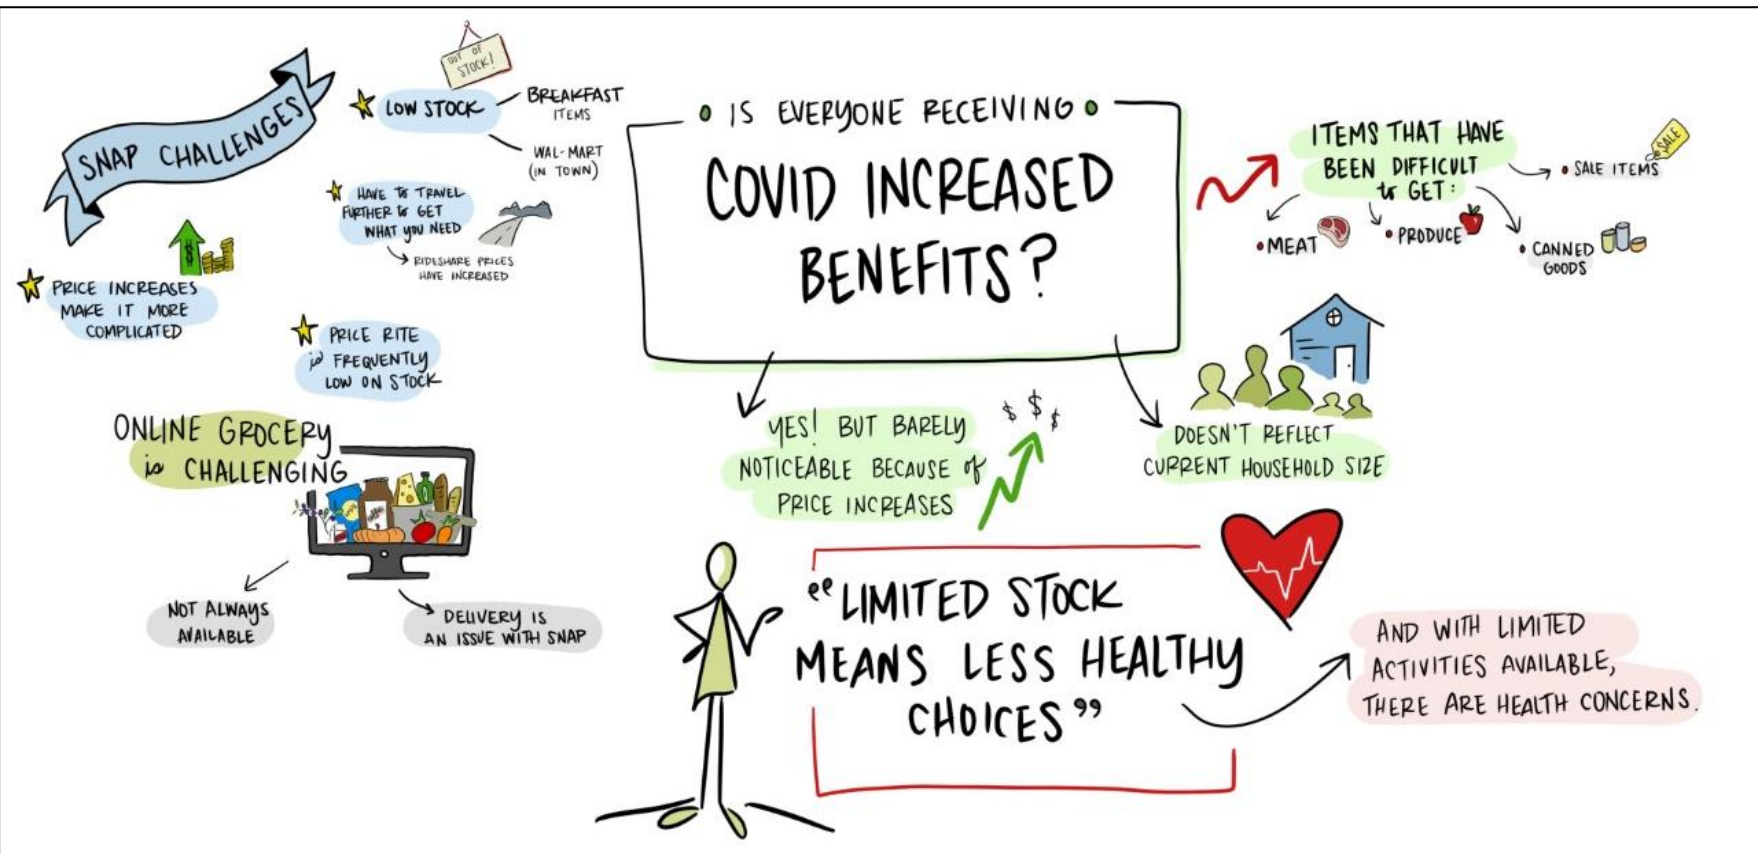 SNAP CHALLENGES
OUT OF
STOCK!
LOW STOCK
BREAKFAST
ITEMS
WAL-MART
(IN TOWN)
HAVE to TRAVEL
FURTHER to GET
WHAT YOU NEED
RIDESHARE PRICES
HAVE INCREASED
$
PRICE INCREASES
MAKE IT MORE
COMPLICATED
PRICE RITE
is FREQUENTLY
LOW ON STOCK
ONLINE GROCERY
is CHALLENGING
NOT ALWAYS
AVAILABLE
DELIVERY IS
AN ISSUE WITH SNAP
IS EVERYONE RECEIVING
COVID INCREASED
BENEFITS?
YES! BUT BARELY
NOTICEABLE BECAUSE of
PRICE INCREASES
$ $ $
DOESN'T REFLECT
CURRENT HOUSEHOLD SIZE
ITEMS THAT HAVE
BEEN DIFFICULT
to GET:
• MEAT
• PRODUCE
• CANNED
GOODS
• SALE ITEMS
SALE
“LIMITED STOCK
MEANS LESS HEALTHY
CHOICES”
AND WITH LIMITED
ACTIVITIES AVAILABLE,
THERE ARE HEALTH CONCERNS.